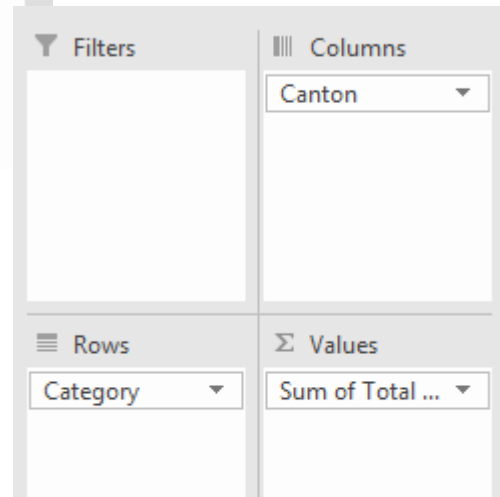 Filters
Columns
Canton
Rows
Σ Values
Category
Sum of Total ...